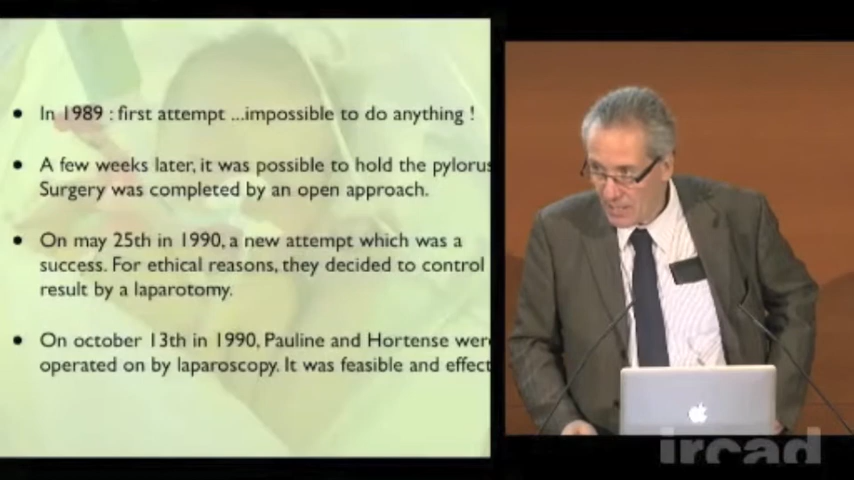 • In 1989 : first attempt ...impossible to do anything !
• A few weeks later, it was possible to hold the pylorus
Surgery was completed by an open approach.
• On may 25th in 1990, a new attempt which was a
success. For ethical reasons, they decided to control
result by a laparotomy.
• On october 13th in 1990, Pauline and Hortense were
operated on by laparoscopy. It was feasible and effect
ircad